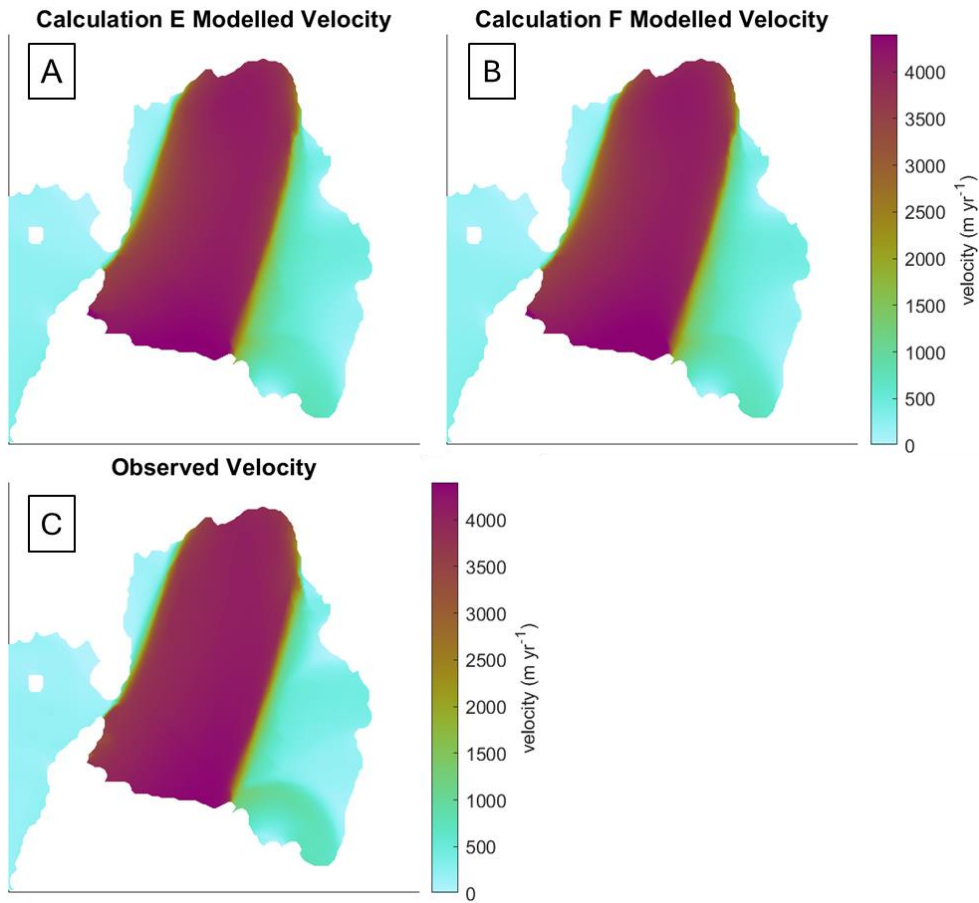 Calculation E Modelled Velocity
Calculation F Modelled Velocity
A
B
4000
3500
3000
2500
2000
1500
1000
500
0
velocity (m yr⁻¹)
Observed Velocity
C
4000
3500
3000
2500
2000
1500
1000
500
0
velocity (m yr⁻¹)